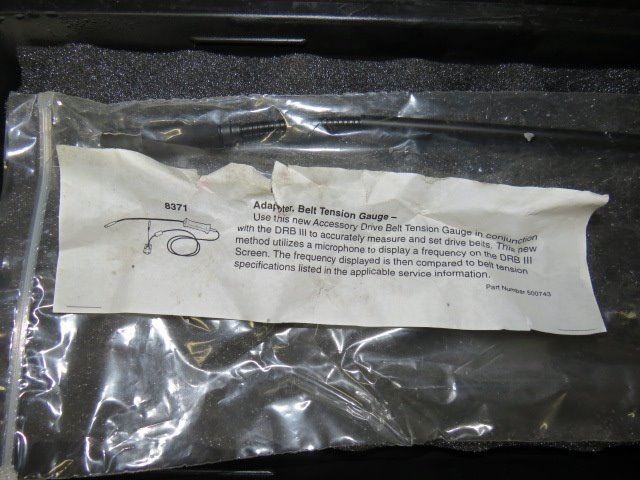 8371
Adapter, Belt Tension Gauge –
Use this new Accessory Drive Belt Tension Gauge in conjunction
with the DRB III to accurately measure and set drive belts. This new
method utilizes a microphone to display a frequency on the DRB III
Screen. The frequency displayed is then compared to belt tension
specifications listed in the applicable service information.
Part Number 500743